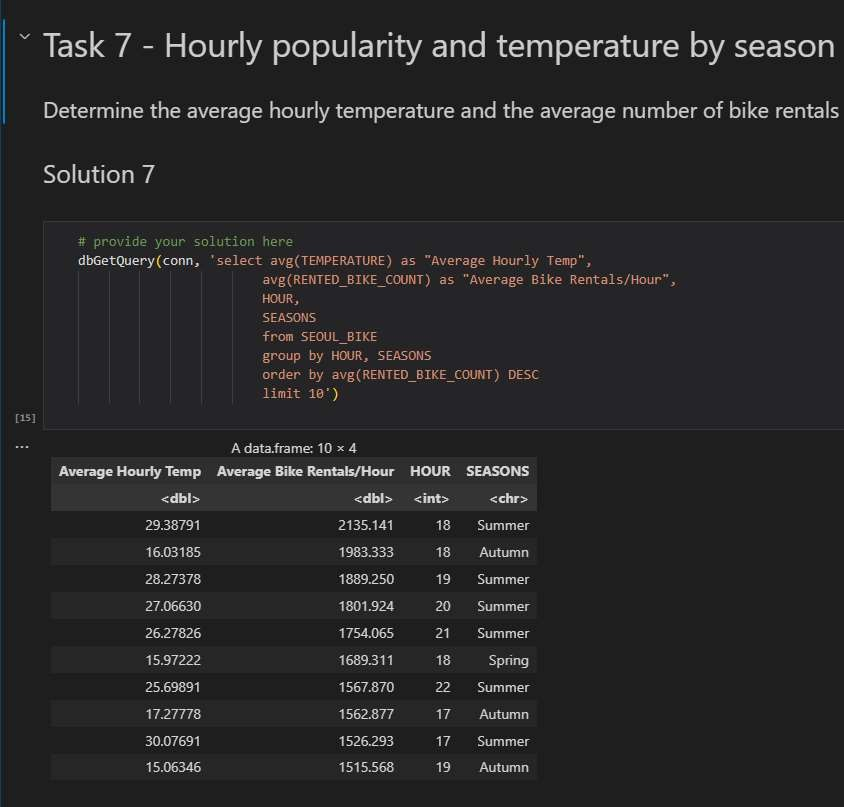 Task 7 - Hourly popularity and temperature by season
Determine the average hourly temperature and the average number of bike rentals
Solution 7
# provide your solution here
dbGetQuery(conn, 'select avg(TEMPERATURE) as "Average Hourly Temp",
avg(RENTED_BIKE_COUNT) as "Average Bike Rentals/Hour",
HOUR,
SEASONS
from SEOUL_BIKE
group by HOUR, SEASONS
order by avg(RENTED_BIKE_COUNT) DESC
limit 10')
[15]
...
A data.frame: 10 × 4
Average Hourly Temp Average Bike Rentals/Hour HOUR SEASONS
<dbl> <dbl> <int> <chr>
29.38791 2135.141 18 Summer
16.03185 1983.333 18 Autumn
28.27378 1889.250 19 Summer
27.06630 1801.924 20 Summer
26.27826 1754.065 21 Summer
15.97222 1689.311 18 Spring
25.69891 1567.870 22 Summer
17.27778 1562.877 17 Autumn
30.07691 1526.293 17 Summer
15.06346 1515.568 19 Autumn